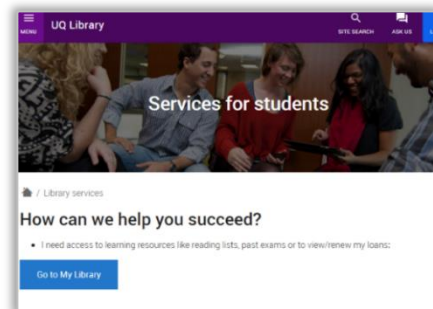 MENU
UQ Library
SITE SEARCH
ASK US
Services for students
/ Library services
How can we help you succeed?
• I need access to learning resources like reading lists, past exams or to view/renew my loans:
Go to My Library